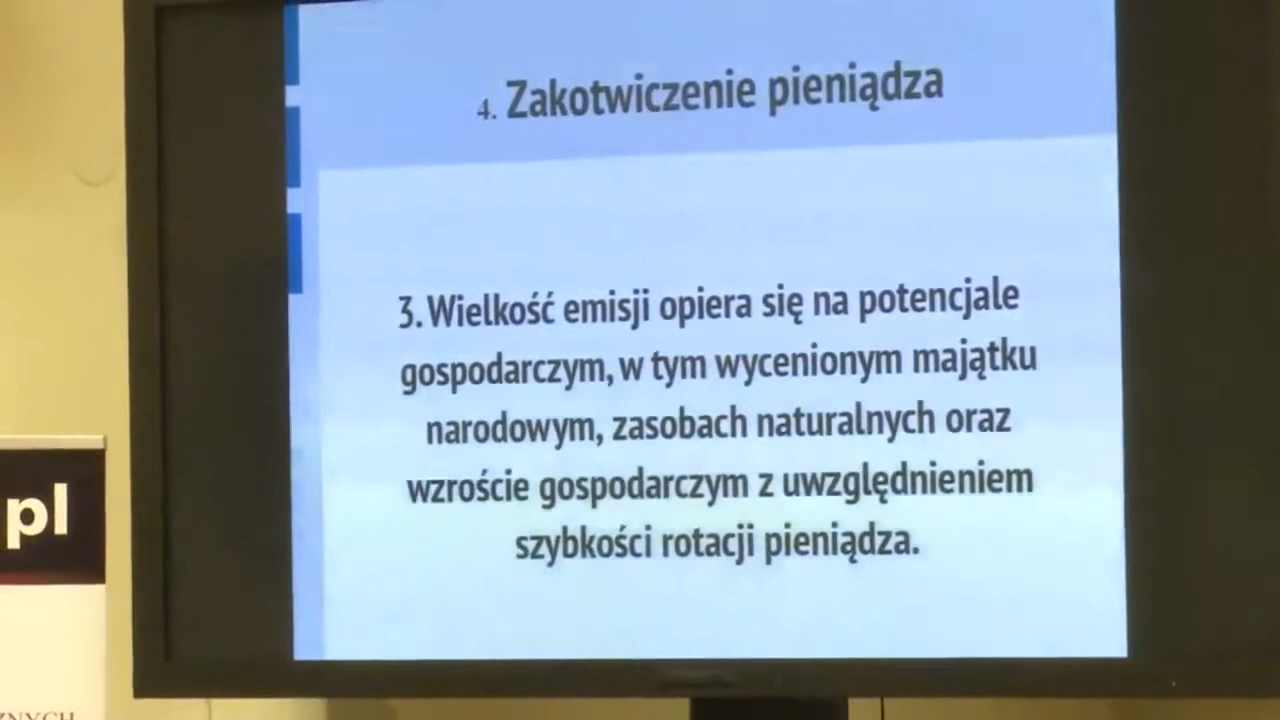 4. Zakotwiczenie pieniądza
3. Wielkość emisji opiera się na potencjale
gospodarczym, w tym wycenionym majątku
narodowym, zasobach naturalnych oraz
wzroście gospodarczym z uwzględnieniem
szybkości rotacji pieniądza.
pl